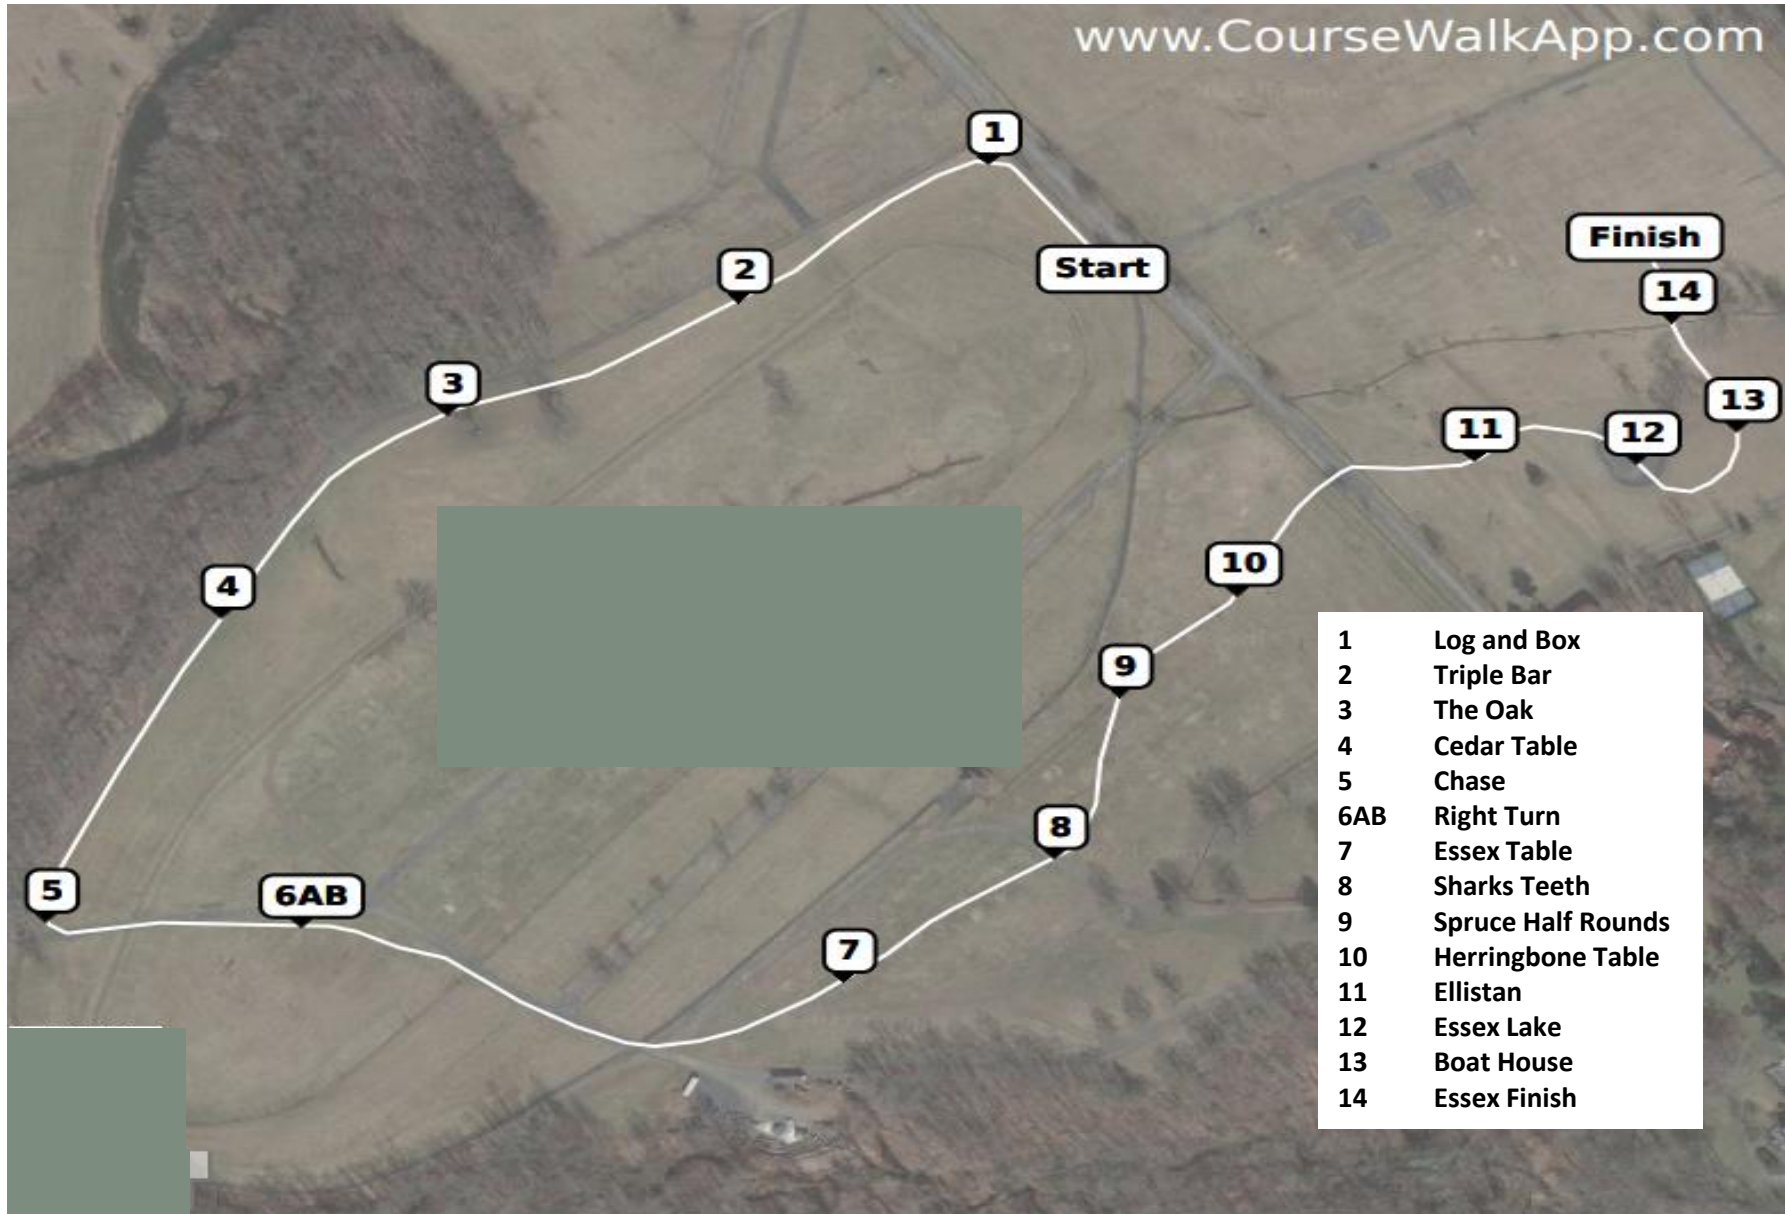 www.CourseWalkApp.com
1
2
Start
Finish
14
3
13
11
12
10
4
9
8
5
6AB
7
1 Log and Box
2 Triple Bar
3 The Oak
4 Cedar Table
5 Chase
6AB Right Turn
7 Essex Table
8 Sharks Teeth
9 Spruce Half Rounds
10 Herringbone Table
11 Ellistan
12 Essex Lake
13 Boat House
14 Essex Finish